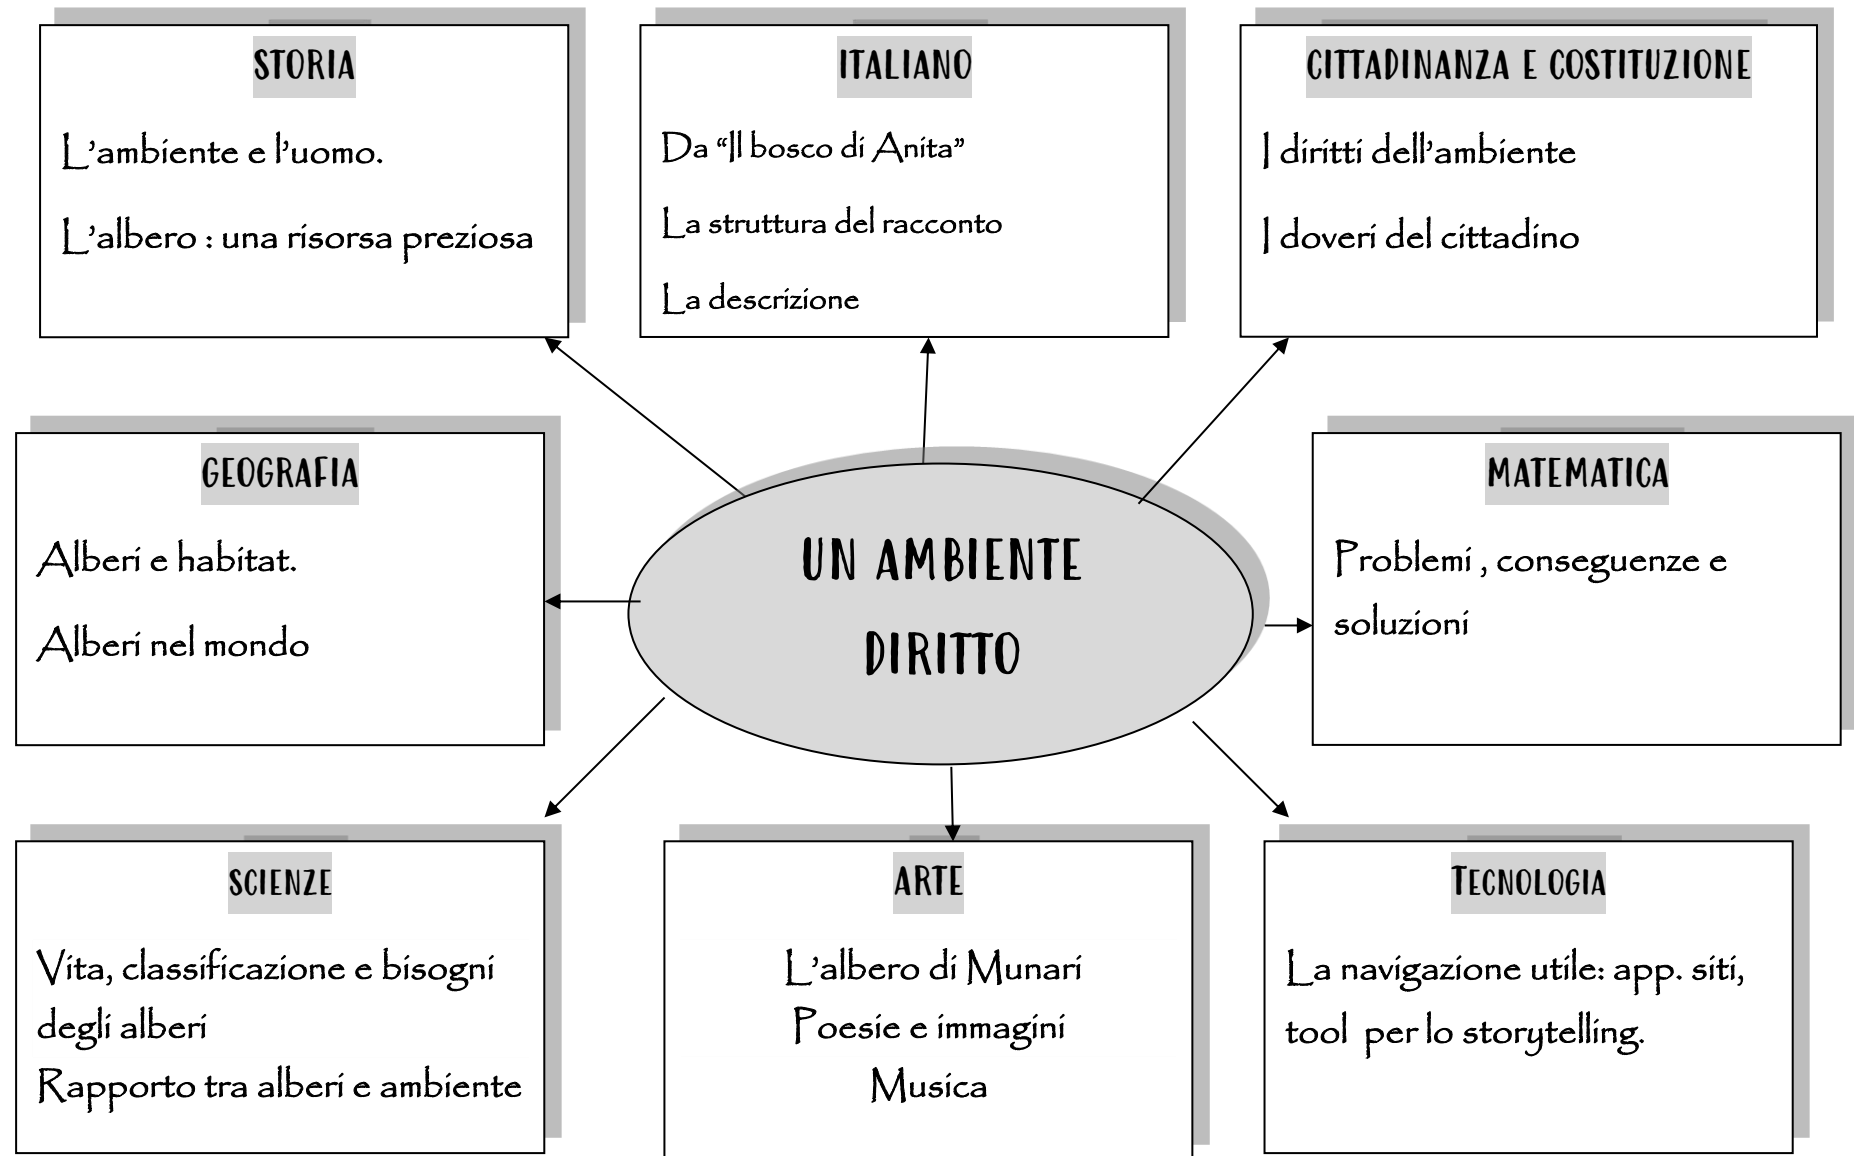 STORIA
L'ambiente e l'uomo.
L'albero : una risorsa preziosa
ITALIANO
Da “Il bosco di Anita”
La struttura del racconto
La descrizione
CITTADINANZA E COSTITUZIONE
I diritti dell'ambiente
I doveri del cittadino
GEOGRAFIA
Alberi e habitat.
Alberi nel mondo
UN AMBIENTE
DIRITTO
MATEMATICA
Problemi , conseguenze e
soluzioni
SCIENZE
Vita, classificazione e bisogni
degli alberi
Rapporto tra alberi e ambiente
ARTE
L'albero di Munari
Poesie e immagini
Musica
TECNOLOGIA
La navigazione utile: app. siti,
tool per lo storytelling.